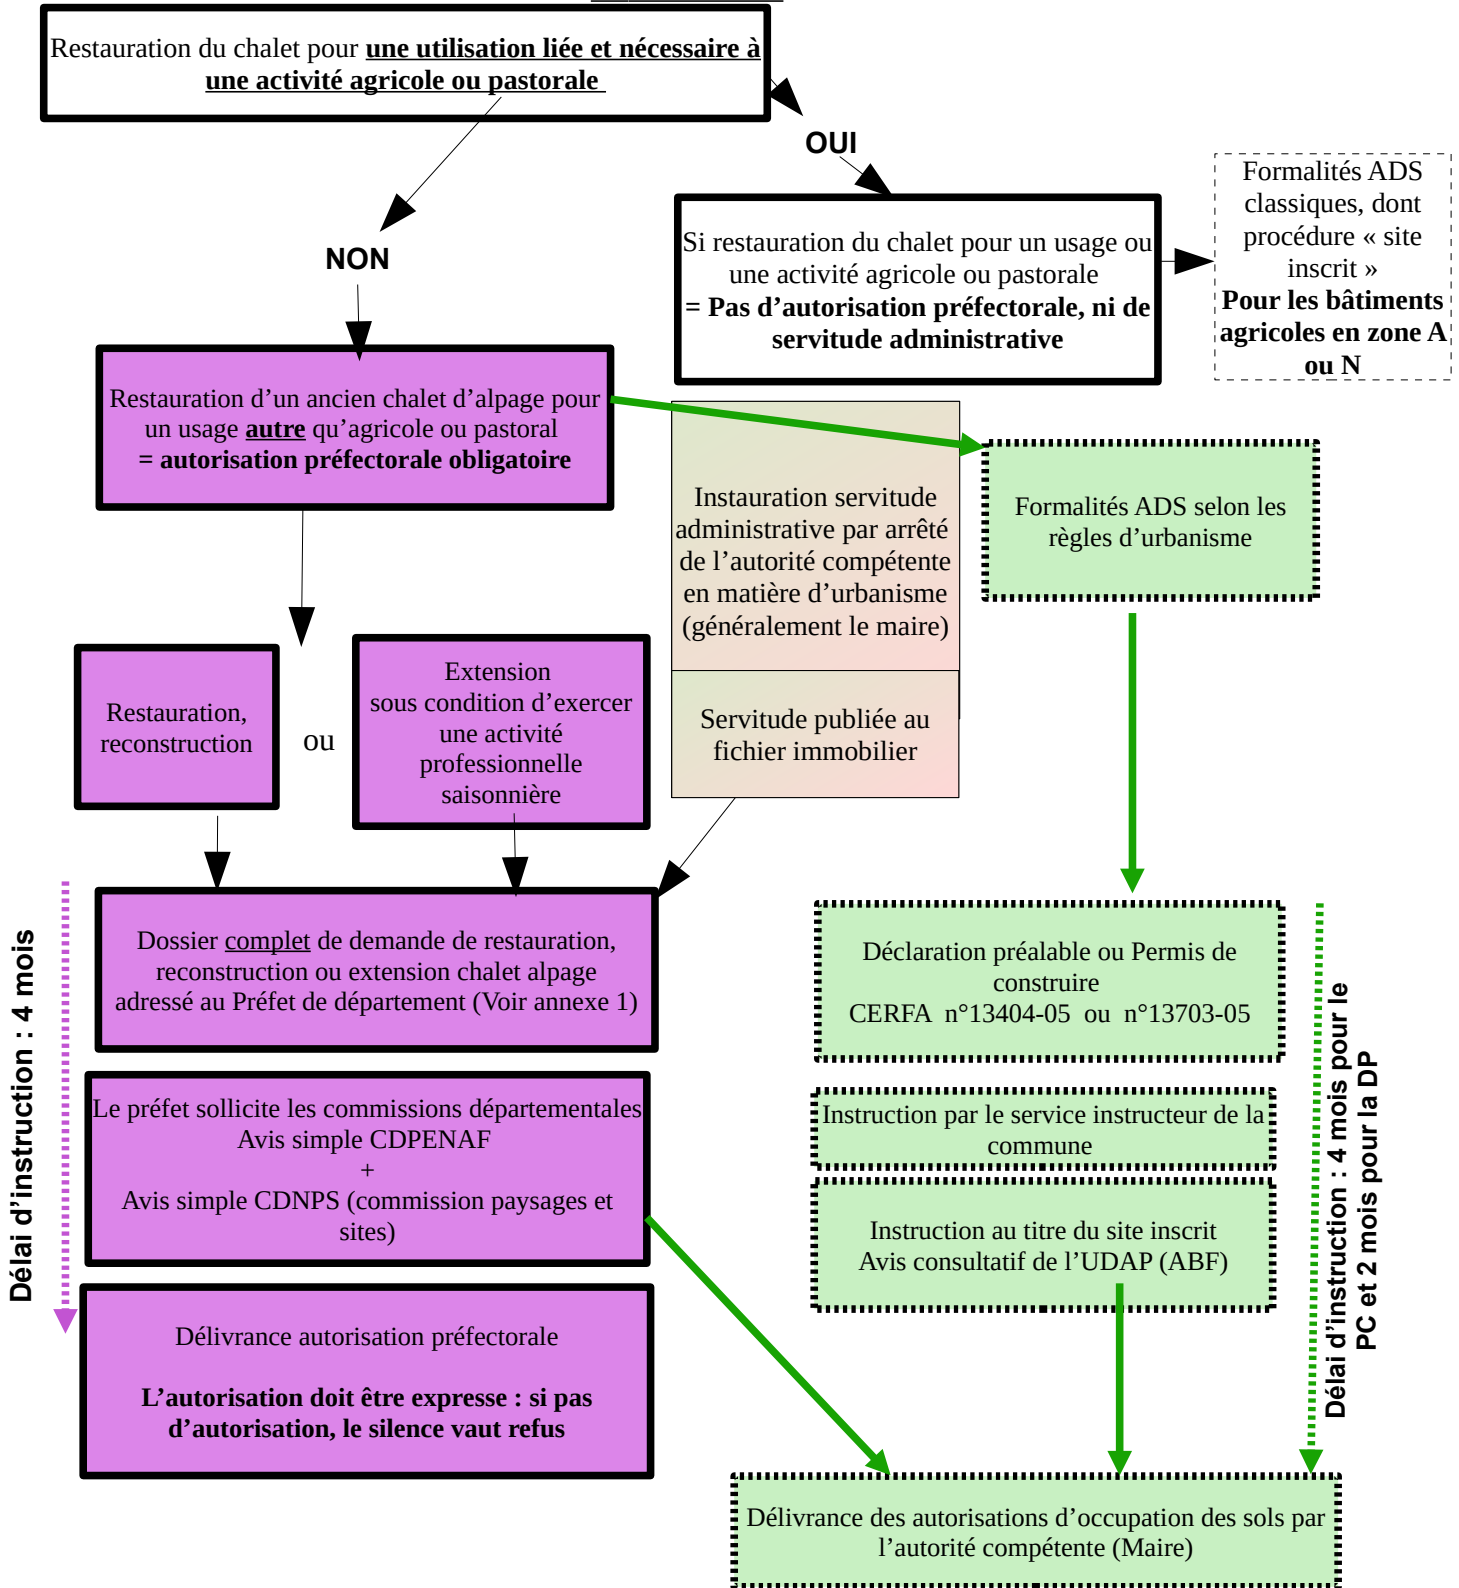 Restauration du chalet pour une utilisation liée et nécessaire à
une activité agricole ou pastorale
OUI
NON
Si restauration du chalet pour un usage ou
une activité agricole ou pastorale
= Pas d’autorisation préfectorale, ni de
servitude administrative
Formalités ADS
classiques, dont
procédure « site
inscrit »
Pour les bâtiments
agricoles en zone A
ou N
Restauration d’un ancien chalet d’alpage pour
un usage autre qu’agricole ou pastoral
= autorisation préfectorale obligatoire
Instauration servitude
administrative par arrêté
de l’autorité compétente
en matière d’urbanisme
(généralement le maire)
Servitude publiée au
fichier immobilier
Formalités ADS selon les
règles d’urbanisme
Restauration,
reconstruction
ou
Extension
sous condition d’exercer
une activité
professionnelle
saisonnière
Délai d’instruction : 4 mois
Dossier complet de demande de restauration,
reconstruction ou extension chalet alpage
adressé au Préfet de département (Voir annexe 1)
Le préfet sollicite les commissions départementales
Avis simple CDPENAF
+
Avis simple CDNPS (commission paysages et
sites)
Délivrance autorisation préfectorale
L’autorisation doit être expresse : si pas
d’autorisation, le silence vaut refus
Déclaration préalable ou Permis de
construire
CERFA n°13404-05 ou n°13703-05
Instruction par le service instructeur de la
commune
Instruction au titre du site inscrit
Avis consultatif de l’UDAP (ABF)
Délai d’instruction : 4 mois pour le
PC et 2 mois pour la DP
Délivrance des autorisations d’occupation des sols par
l’autorité compétente (Maire)